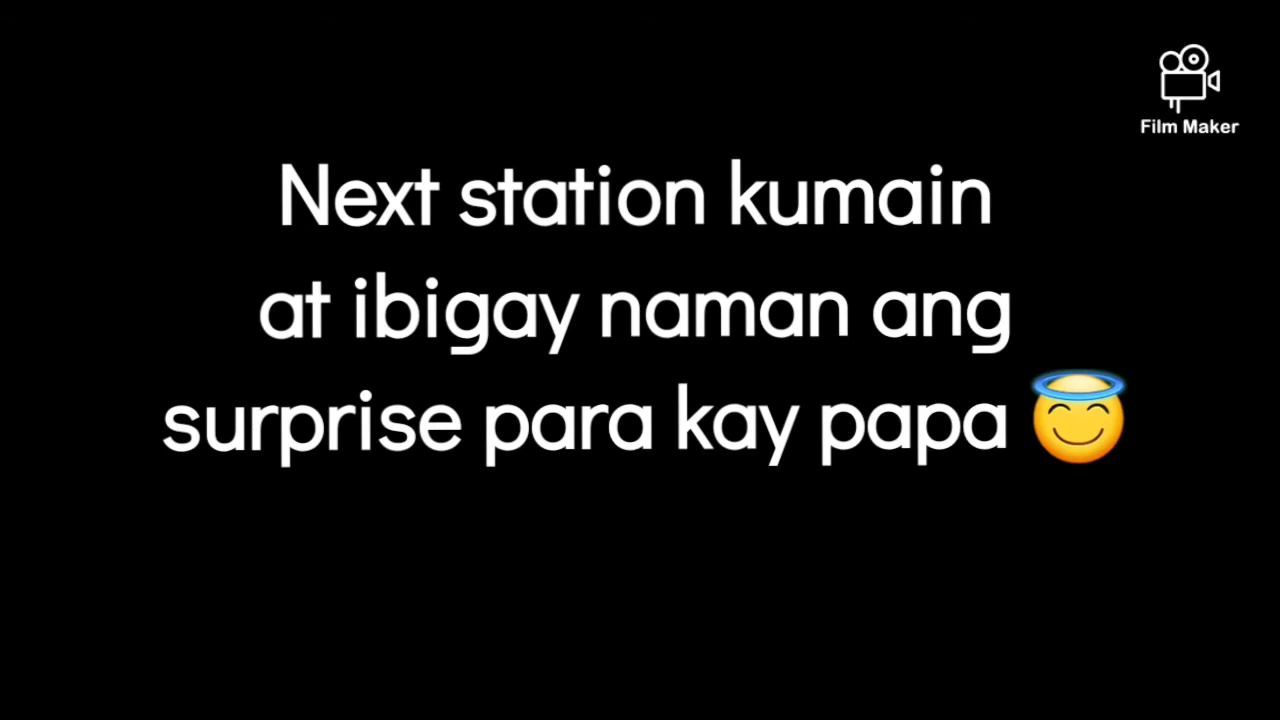 Film Maker
Next station kumain
at ibigay naman ang
surprise para kay papa 😇